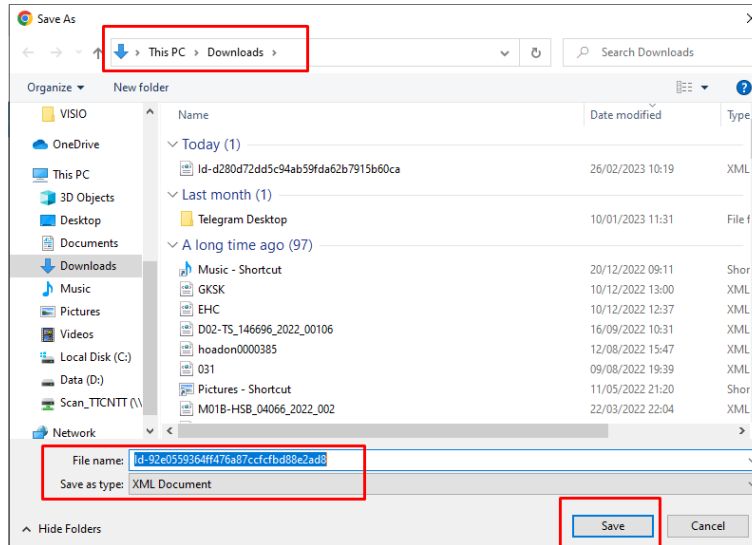 Save As
This PC > Downloads >
Search Downloads
Organize
New folder
?
VISIO
OneDrive
This PC
3D Objects
Desktop
Documents
Downloads
Music
Pictures
Videos
Local Disk (C:)
Data (D:)
Scan_TTCNTT (\\
Network
Name Date modified Type
Today (1)
Id-d280d72dd5c94ab59fda62b7915b60ca 26/02/2023 10:19 XML
Last month (1)
Telegram Desktop 10/01/2023 11:31 File f
A long time ago (97)
Music - Shortcut 20/12/2022 09:11 Shor
GKSK 10/12/2022 13:00 XML
EHC 10/12/2022 12:37 XML
D02-TS_146696_2022_00106 16/09/2022 10:31 XML
hoadon0000385 12/08/2022 15:47 XML
031 09/08/2022 19:39 XML
Pictures - Shortcut 11/05/2022 21:20 Shor
M01B-HSB_04066_2022_002 22/03/2022 22:04 XML
File name: Id-92e0559364ff476a87ccfcfbd88e2ad8
Save as type: XML Document
Hide Folders
Save
Cancel